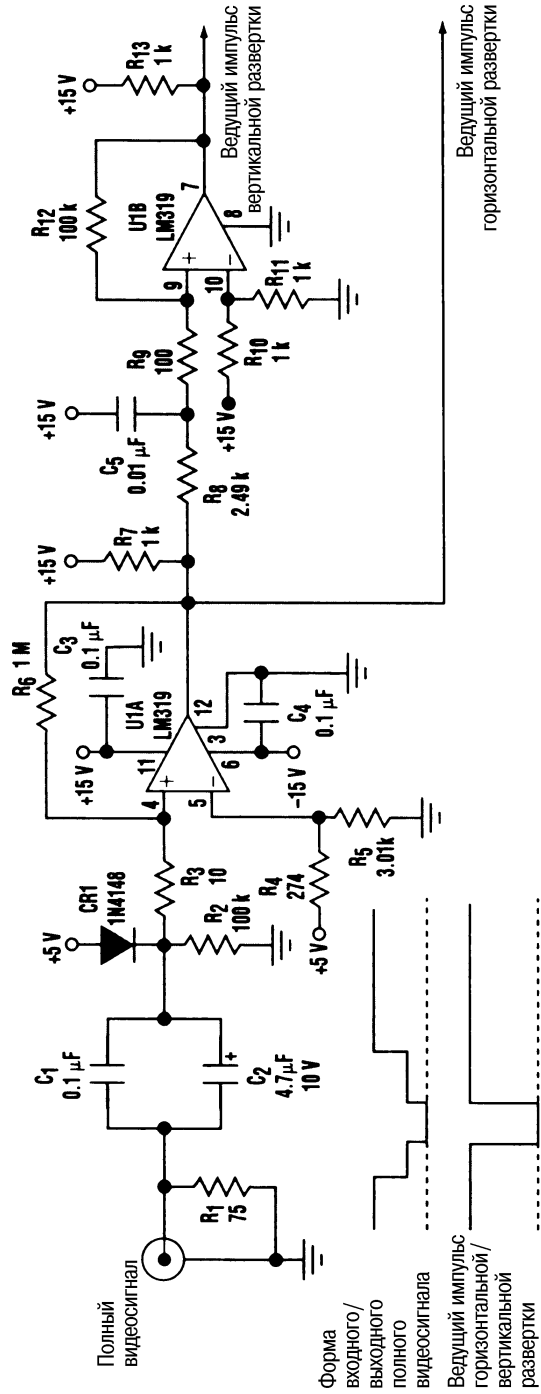 Полный
видеосигнал
R1
75
C1
0.1 µF
C2
4.7µF
10 V
+
+5 V
CR1
1N4148
R2
100 k
R3
10
R4
274
+5 V
R5
3.01k
R6 1 M
+15 V
C3
0.1 µF
U1A
LM319
4
5
+
−
11
12
3
6
−15 V
C4
0.1 µF
+15 V
R7
1 k
R8
2.49 k
+15 V
C5
0.01 µF
R9
100
+15 V
R10
1 k
R11
1 k
R12
100 k
U1B
LM319
9
10
+
−
7
8
+15 V
R13
1 k
Ведущий импульс
вертикальной развертки
Ведущий импульс
горизонтальной развертки
Форма
входного/
выходного
полного
видеосигнала
Ведущий импульс
горизонтальной/
вертикальной
развертки